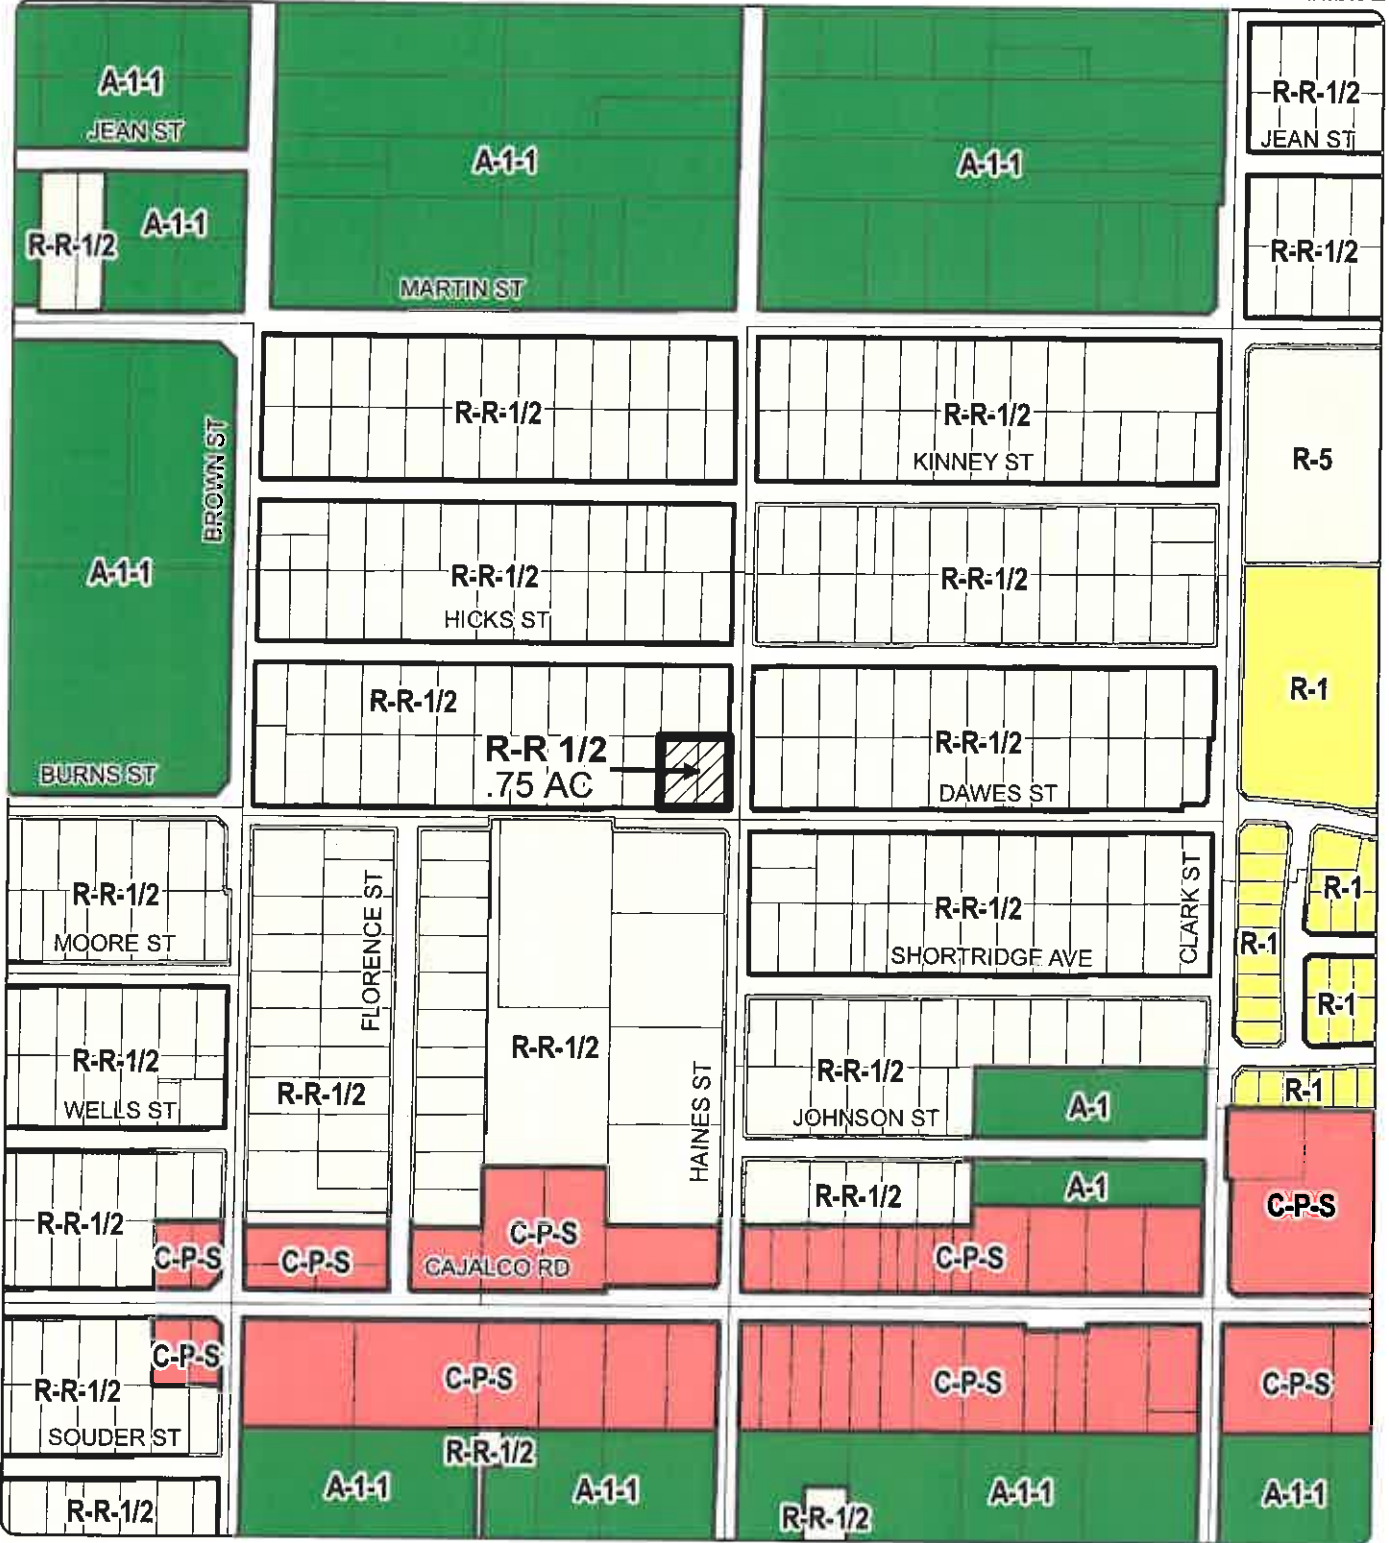 A-1-1
JEAN ST
A-1-1
A-1-1
R-R-1/2
JEAN ST
R-R-1/2
A-1-1
R-R-1/2
MARTIN ST
R-R-1/2
R-R-1/2
KINNEY ST
R-5
BROWN ST
A-1-1
R-R-1/2
HICKS ST
R-R-1/2
R-1
R-R-1/2
R-R 1/2
.75 AC
R-R-1/2
DAWES ST
BURNS ST
R-R-1/2
MOORE ST
FLORENCE ST
R-R-1/2
SHORTRIDGE AVE
CLARK ST
R-1
R-1
R-1
R-R-1/2
WELLS ST
R-R-1/2
R-R-1/2
HAINES ST
R-R-1/2
JOHNSON ST
A-1
R-1
R-R-1/2
A-1
R-R-1/2
C-P-S
C-P-S
C-P-S
C-P-S
CAJALCO RD
C-P-S
C-P-S
R-R-1/2
SOUDER ST
C-P-S
C-P-S
C-P-S
R-R-1/2
R-R-1/2
A-1-1
A-1-1
R-R-1/2
A-1-1
A-1-1